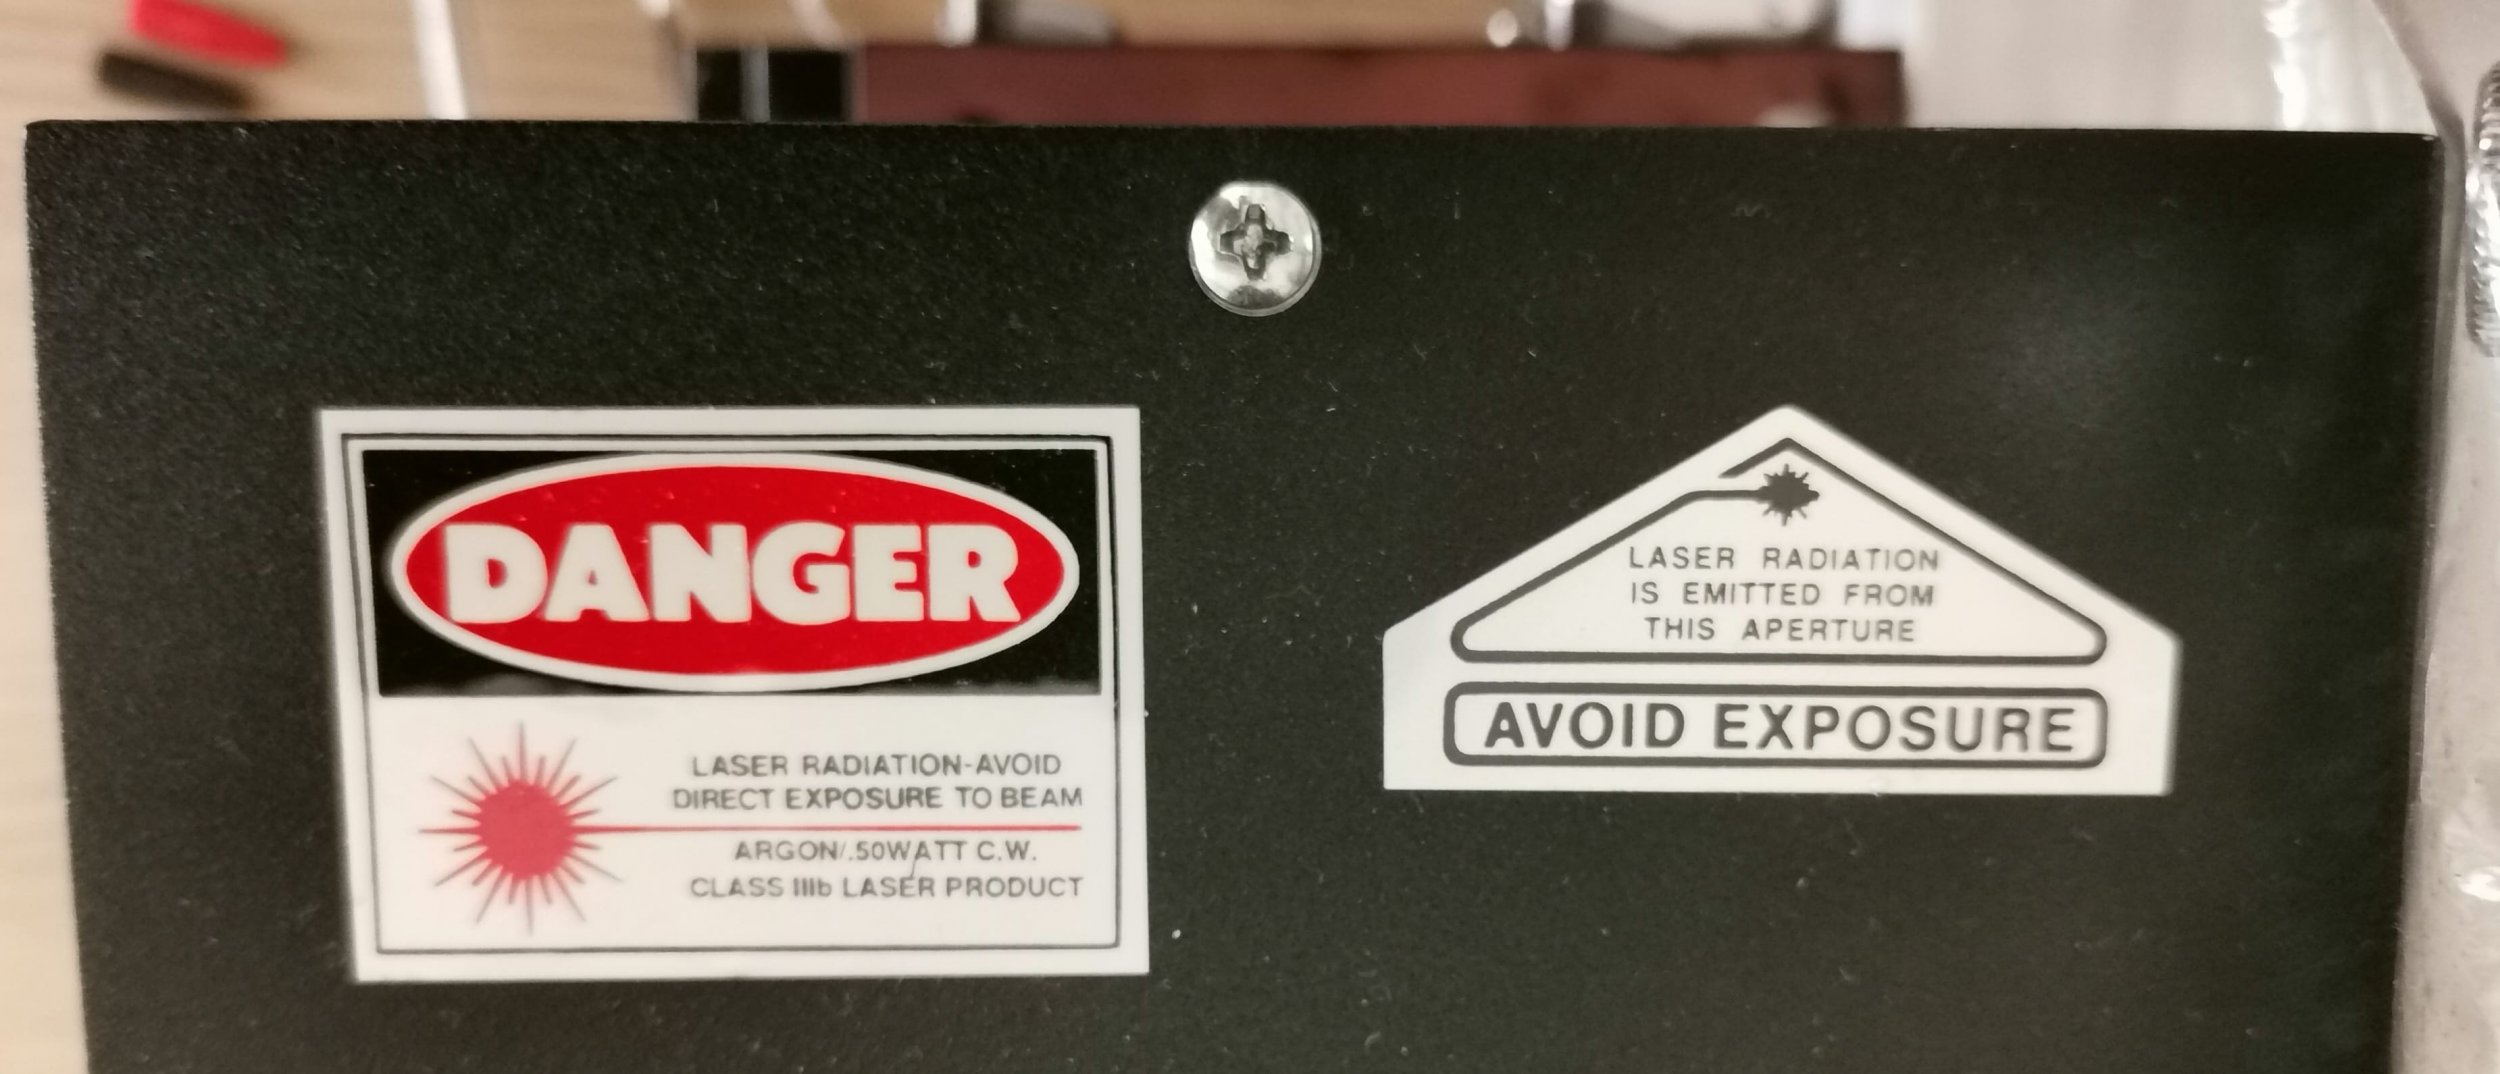 DANGER
LASER RADIATION-AVOID
DIRECT EXPOSURE TO BEAM
ARGON/.50WATT C.W.
CLASS IIIb LASER PRODUCT
LASER RADIATION
IS EMITTED FROM
THIS APERTURE
AVOID EXPOSURE